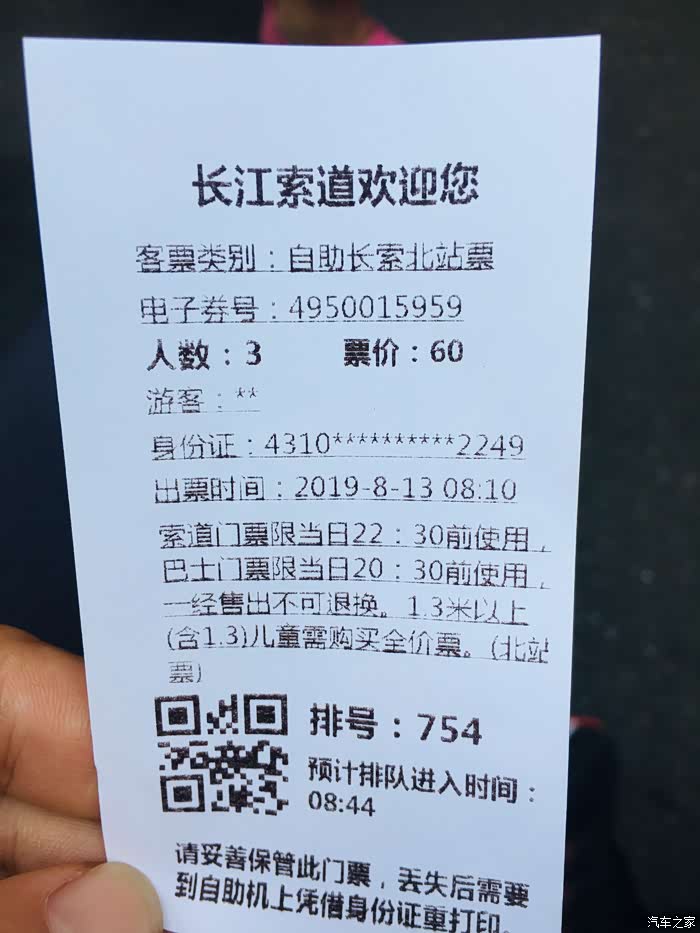 长江索道欢迎您
客票类别：自助长索北站票
电子券号：4950015959
人数：3 票价：60
游客：**
身份证：4310**********2249
出票时间：2019-8-13 08:10
索道门票限当日22：30前使用，
巴士门票限当日20：30前使用，
一经售出不可退换。1.3米以上
(含1.3)儿童需购买全价票。(北站
票)
排号：754
预计排队进入时间：
08:44
请妥善保管此门票，丢失后需要
到自助机上凭借身份证重打印。
汽车之家